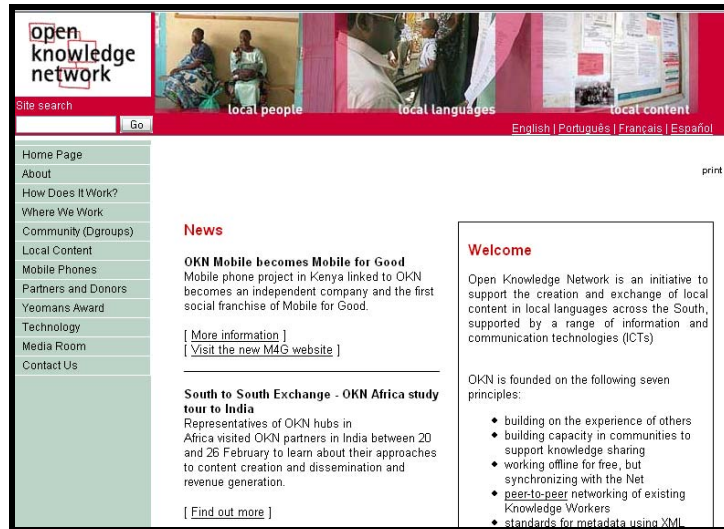 open
knowledge
network
local people
local languages
local content
Site search
Go
English | Português | Français | Español
Home Page
About
How Does It Work?
Where We Work
Community (Dgroups)
Local Content
Mobile Phones
Partners and Donors
Yeomans Award
Technology
Media Room
Contact Us
print
News
OKN Mobile becomes Mobile for Good
Mobile phone project in Kenya linked to OKN
becomes an independent company and the first
social franchise of Mobile for Good.
[ More information ]
[ Visit the new M4G website ]
South to South Exchange - OKN Africa study
tour to India
Representatives of OKN hubs in
Africa visited OKN partners in India between 20
and 26 February to learn about their approaches
to content creation and dissemination and
revenue generation.
[ Find out more ]
Welcome
Open Knowledge Network is an initiative to
support the creation and exchange of local
content in local languages across the South,
supported by a range of information and
communication technologies (ICTs)
OKN is founded on the following seven
principles:
◆ building on the experience of others
◆ building capacity in communities to
support knowledge sharing
◆ working offline for free, but
synchronizing with the Net
◆ peer-to-peer networking of existing
Knowledge Workers
◆ standards for metadata using XML